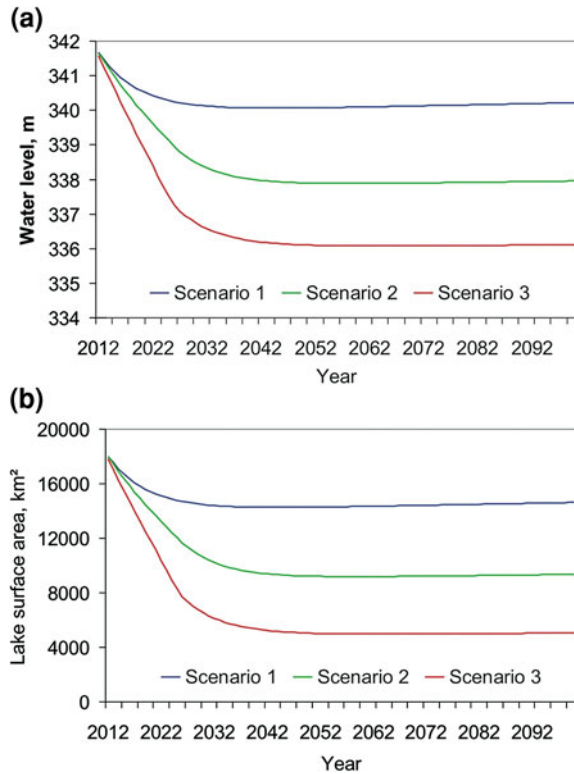 (a)
342
341
340
339
338
337
336
335
334
Water level, m
Scenario 1 Scenario 2 Scenario 3
2012 2022 2032 2042 2052 2062 2072 2082 2092
Year
(b)
20000
16000
12000
8000
4000
0
Lake surface area, km²
Scenario 1 Scenario 2 Scenario 3
2012 2022 2032 2042 2052 2062 2072 2082 2092
Year